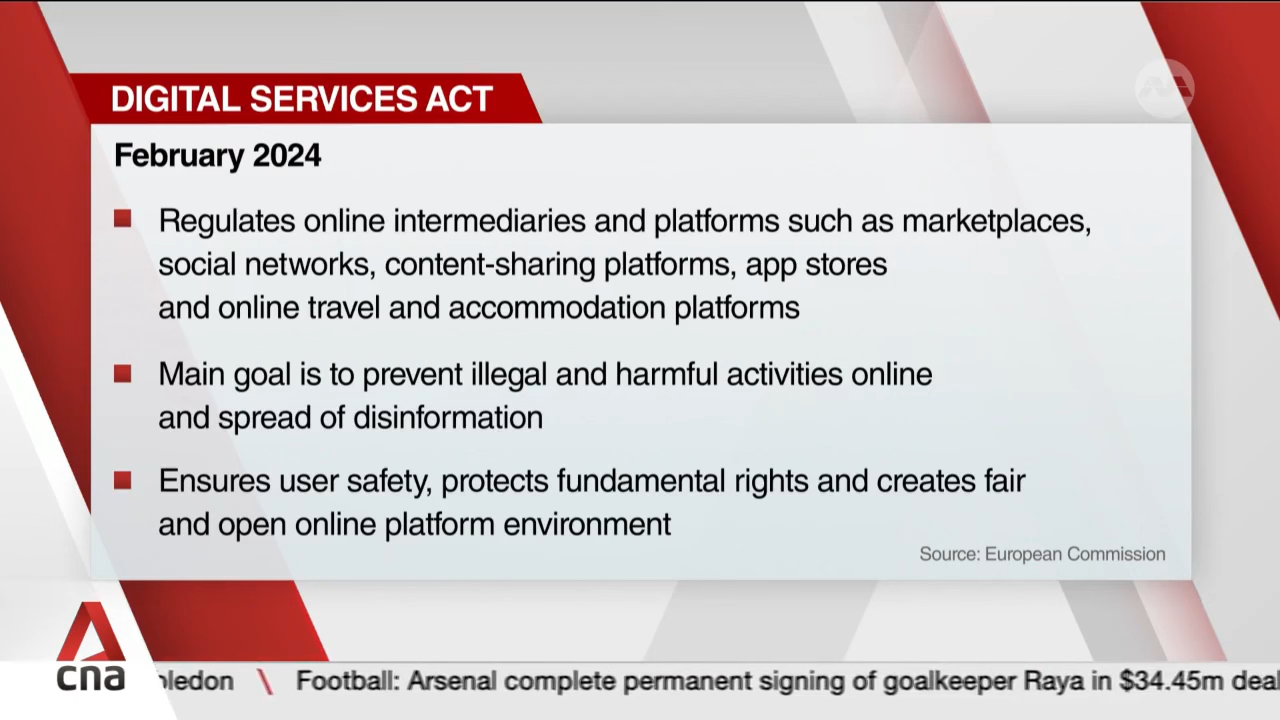 DIGITAL SERVICES ACT
February 2024
Regulates online intermediaries and platforms such as marketplaces,
social networks, content-sharing platforms, app stores
and online travel and accommodation platforms
Main goal is to prevent illegal and harmful activities online
and spread of disinformation
Ensures user safety, protects fundamental rights and creates fair
and open online platform environment
Source: European Commission
cna
Football: Arsenal complete permanent signing of goalkeeper Raya in $34.45m deal